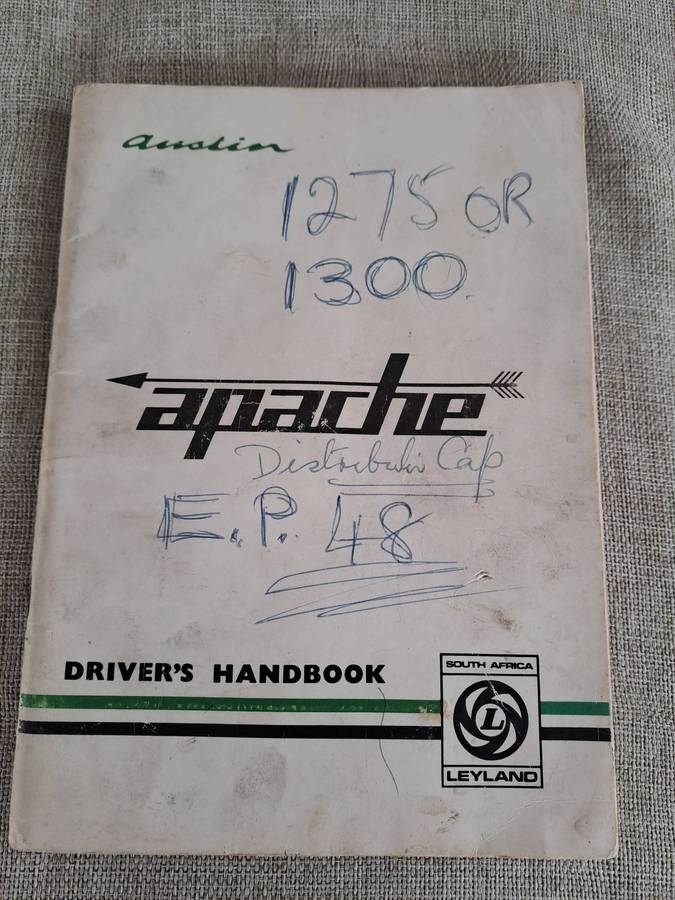 Austin
1275 OR
1300
apache
Distributor Cap
E.P. 48
DRIVER'S HANDBOOK
SOUTH AFRICA
L
LEYLAND